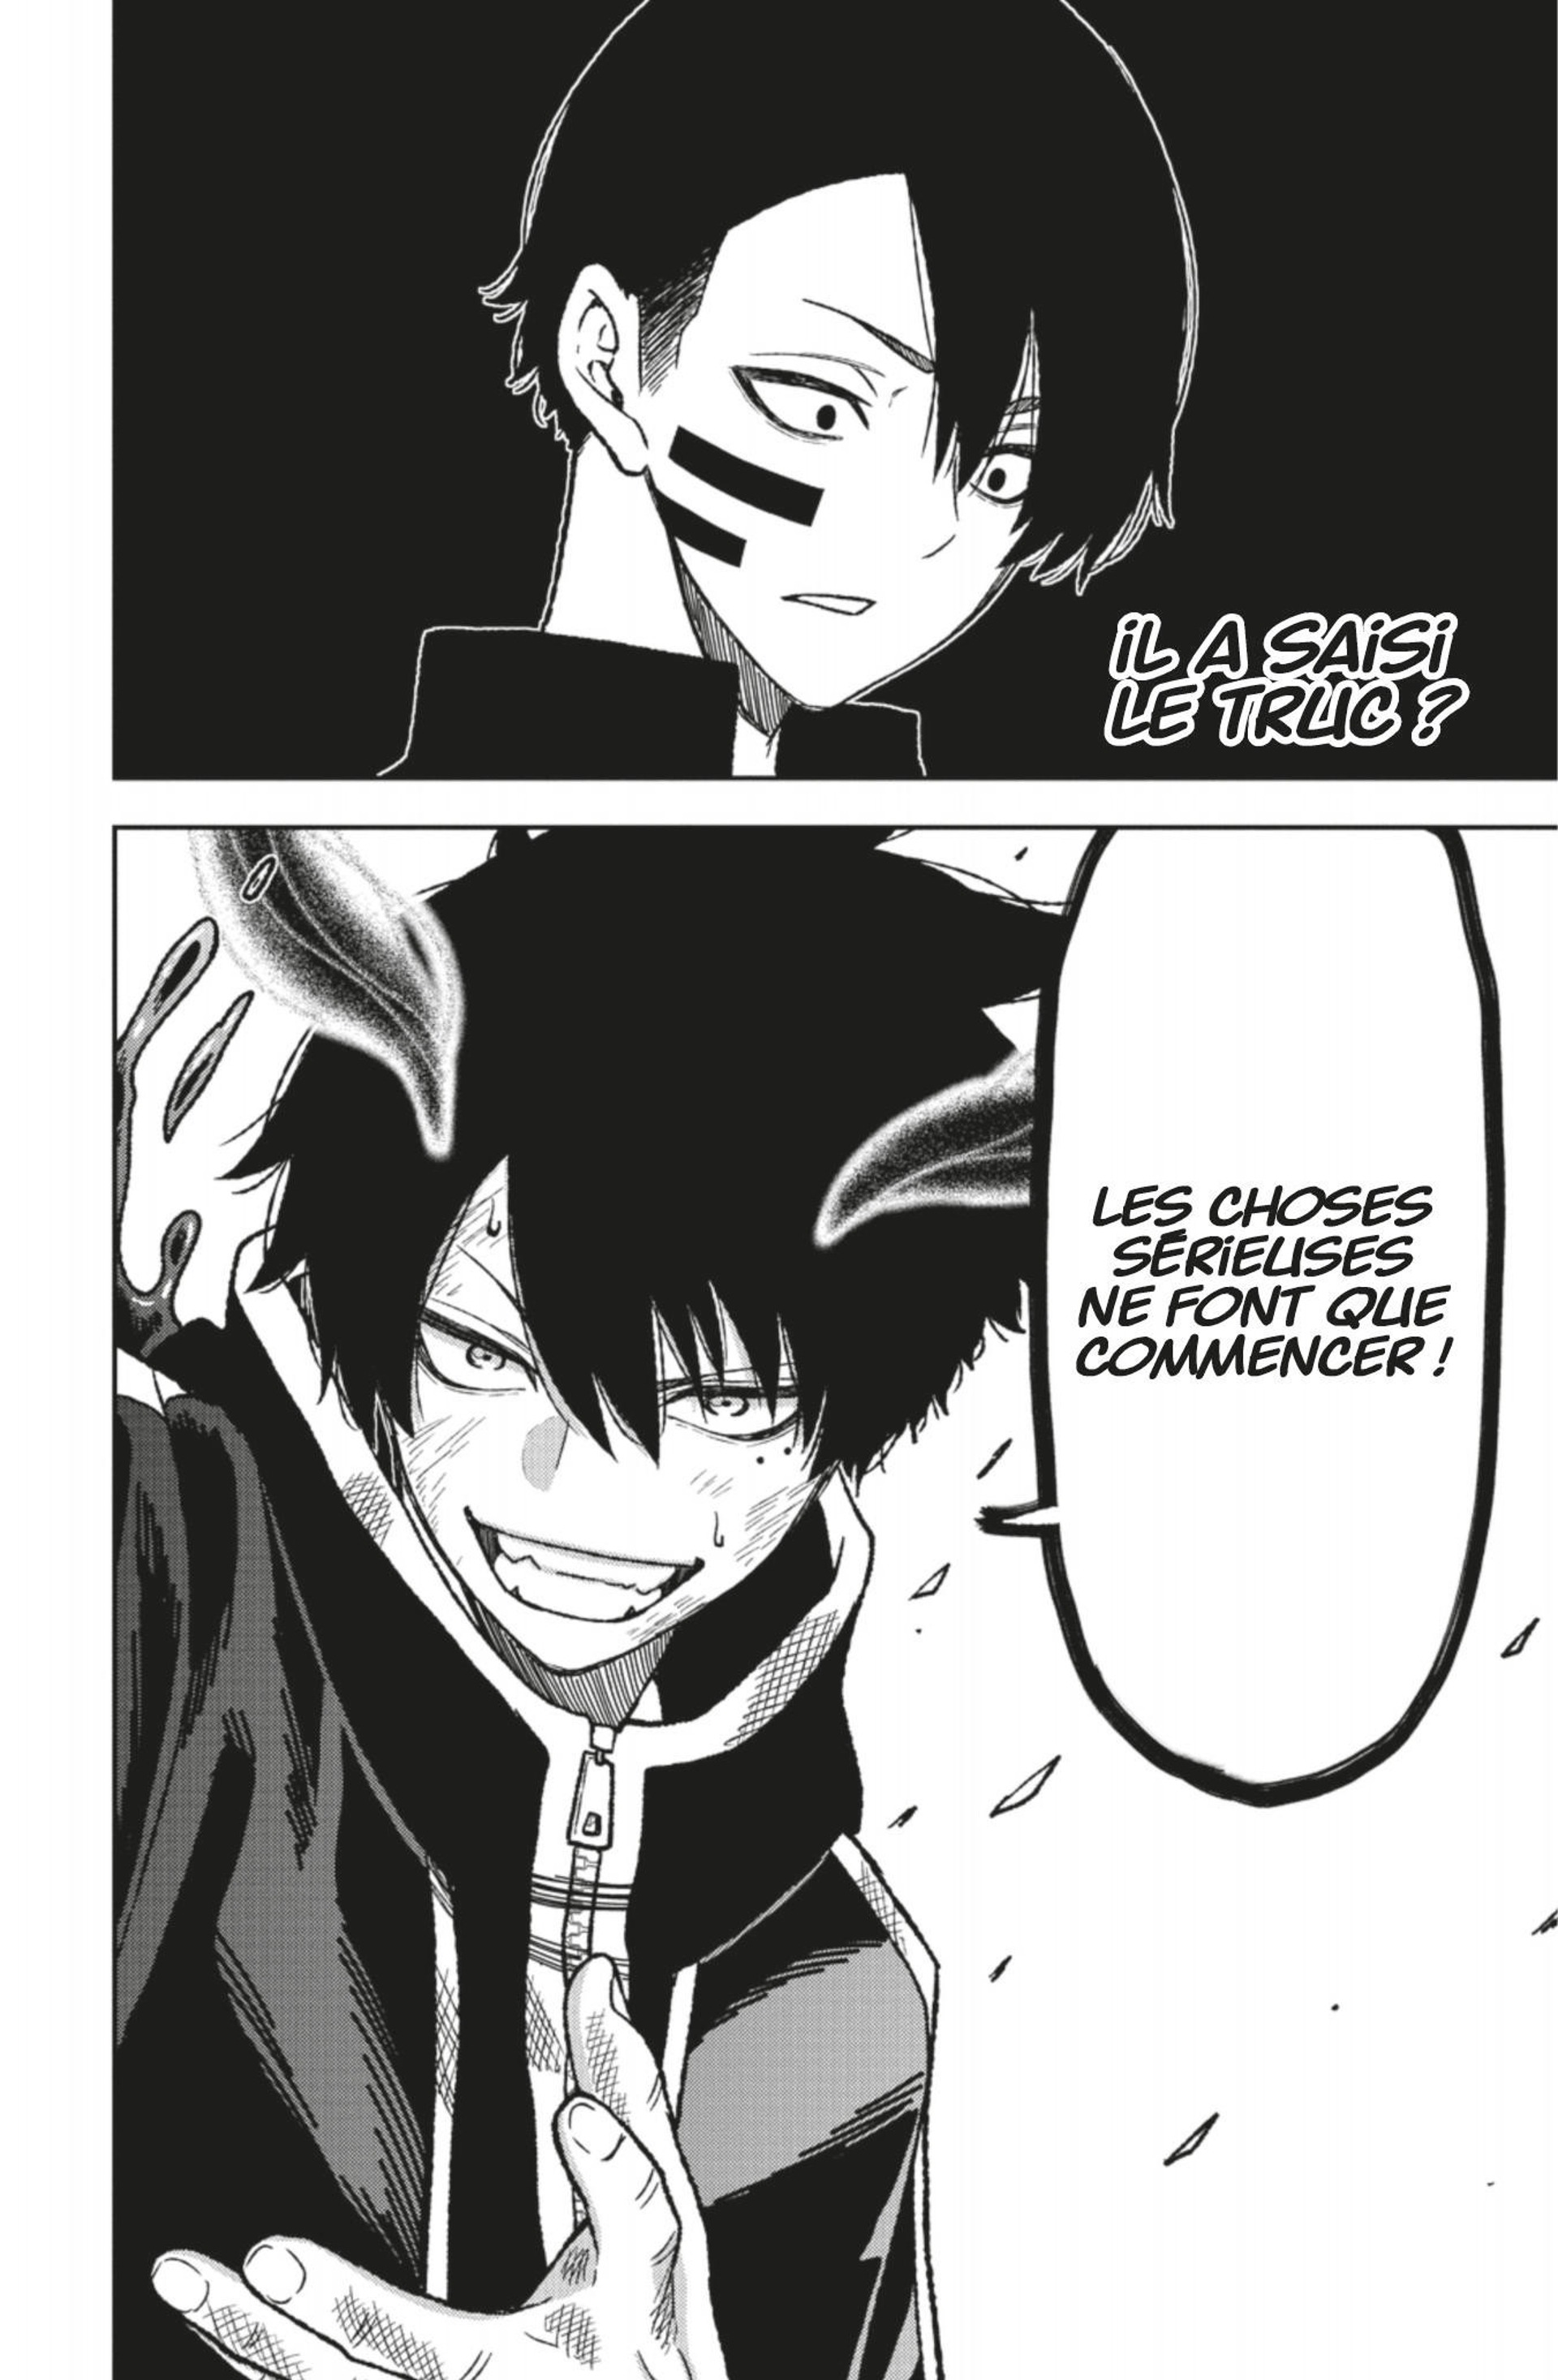 IL A SAISI
LE TRUC ?
LES CHOSES
SÉRIEUSES
NE FONT QUE
COMMENCER !